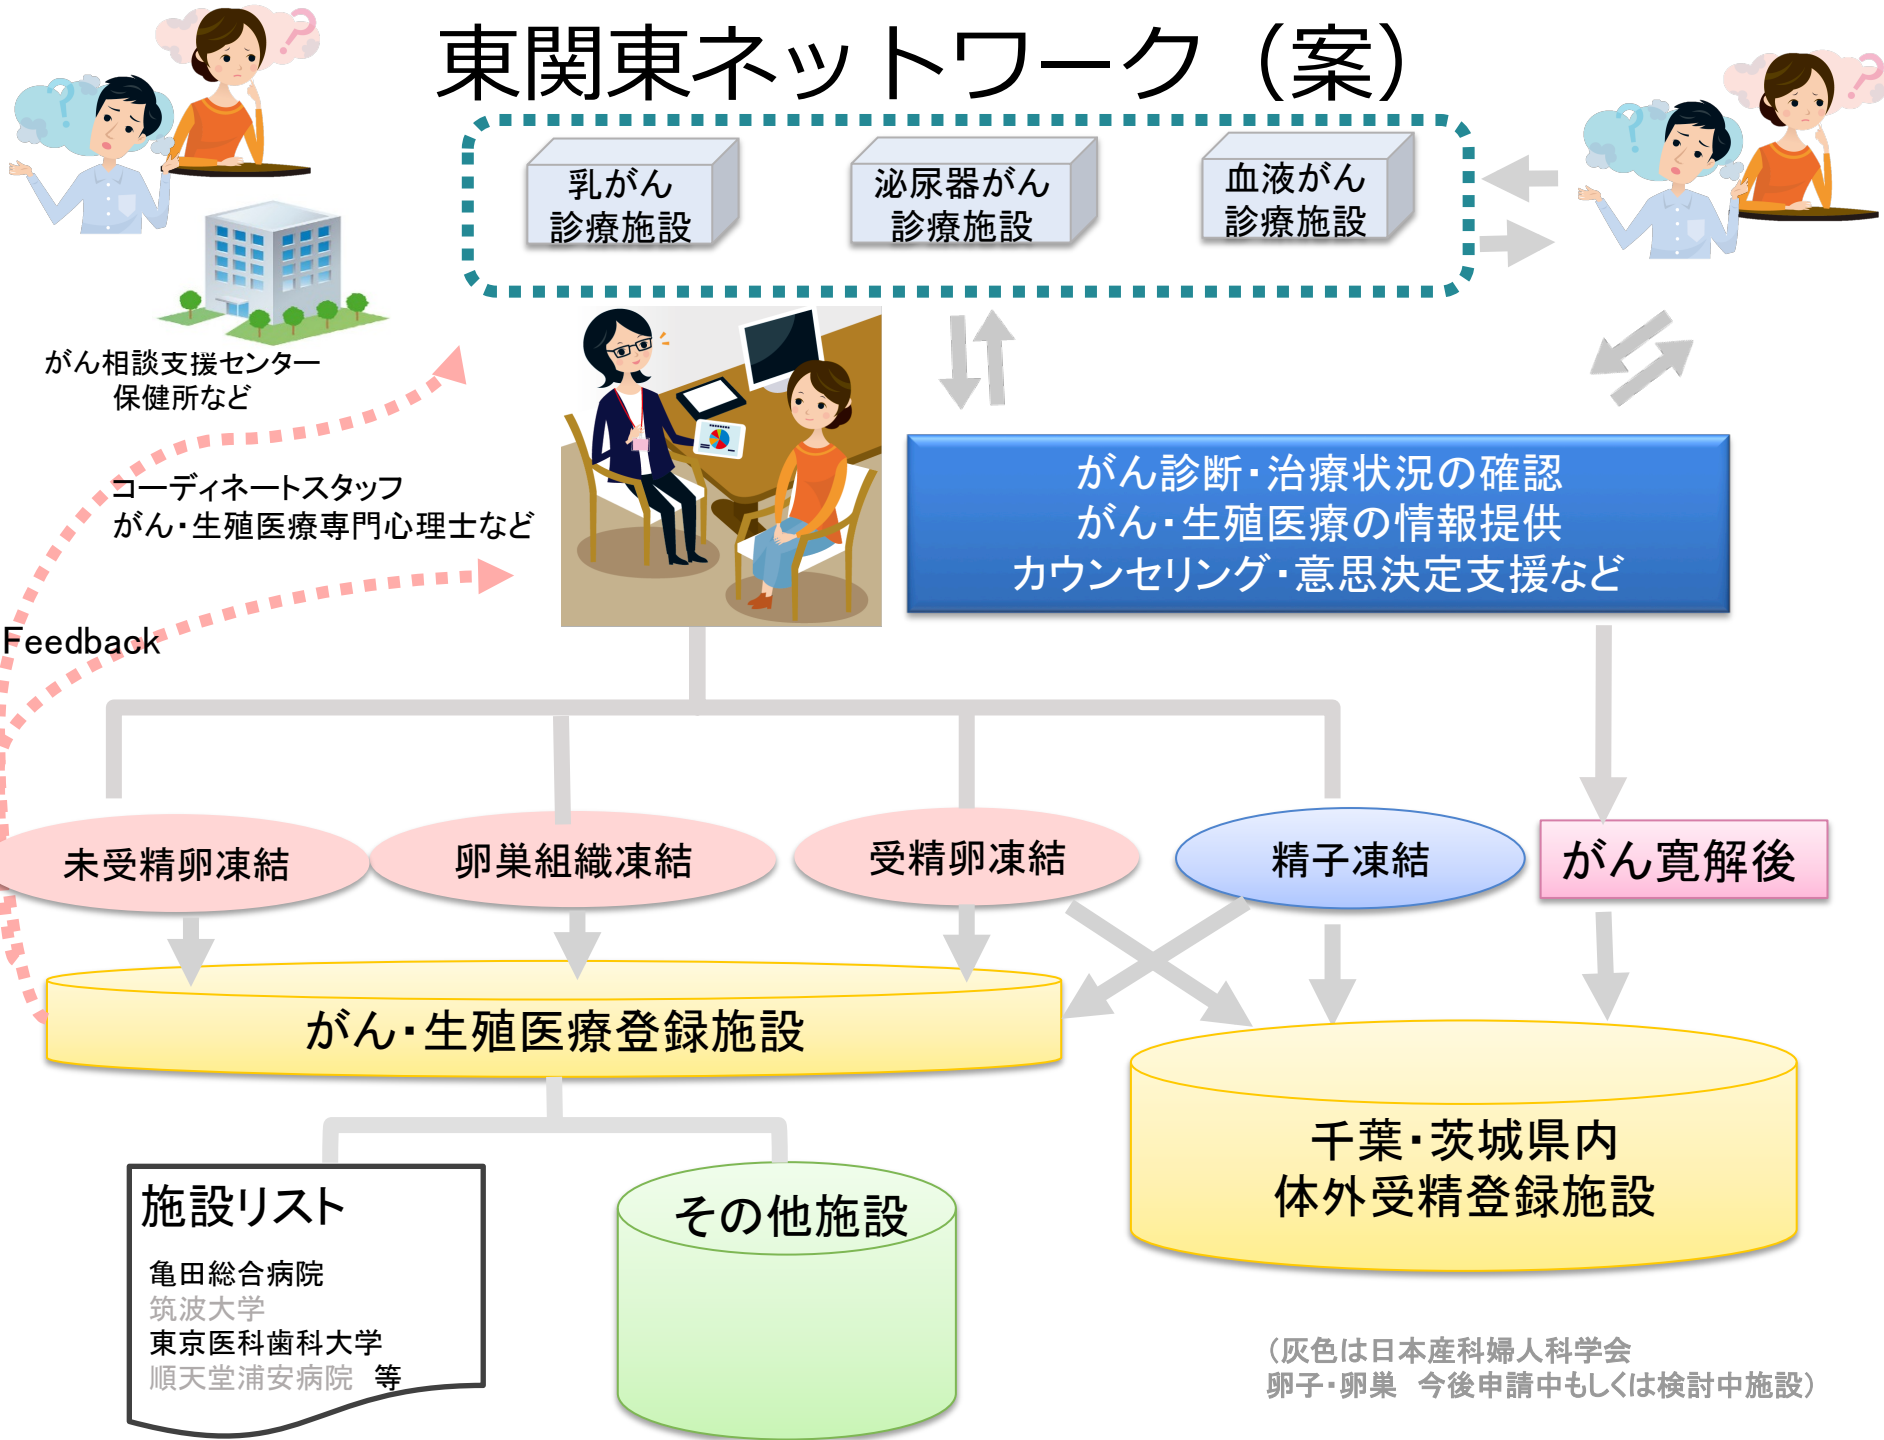 東関東ネットワーク（案）
乳がん
診療施設
泌尿器がん
診療施設
血液がん
診療施設
がん相談支援センター
保健所など
コーディネートスタッフ
がん・生殖医療専門心理士など
がん診断・治療状況の確認
がん・生殖医療の情報提供
カウンセリング・意思決定支援など
Feedback
未受精卵凍結
卵巣組織凍結
受精卵凍結
精子凍結
がん寛解後
がん・生殖医療登録施設
千葉・茨城県内
体外受精登録施設
施設リスト
亀田総合病院
筑波大学
東京医科歯科大学
順天堂浦安病院　等
その他施設
（灰色は日本産科婦人科学会
卵子・卵巣　今後申請中もしくは検討中施設）